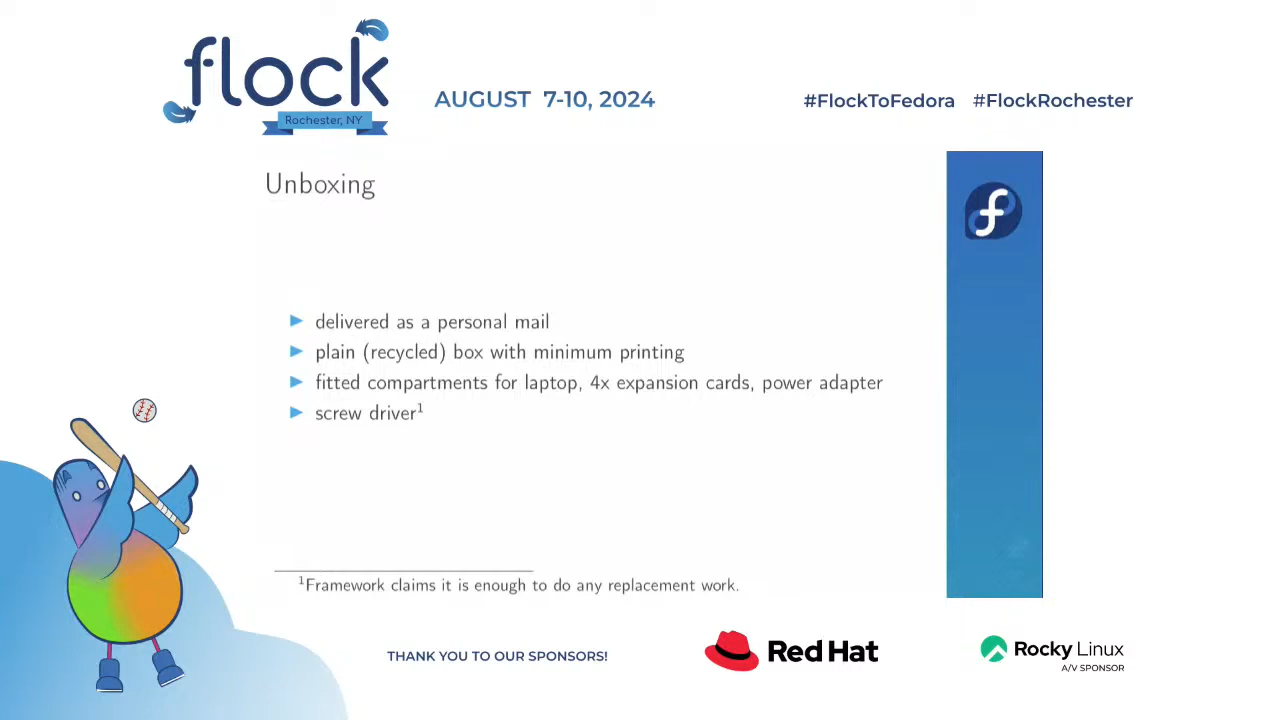 flock
Rochester, NY
AUGUST 7-10, 2024
#FlockToFedora #FlockRochester
Unboxing
delivered as a personal mail
plain (recycled) box with minimum printing
fitted compartments for laptop, 4x expansion cards, power adapter
screw driver¹
¹Framework claims it is enough to do any replacement work.
THANK YOU TO OUR SPONSORS!
Red Hat
Rocky Linux
A/V SPONSOR